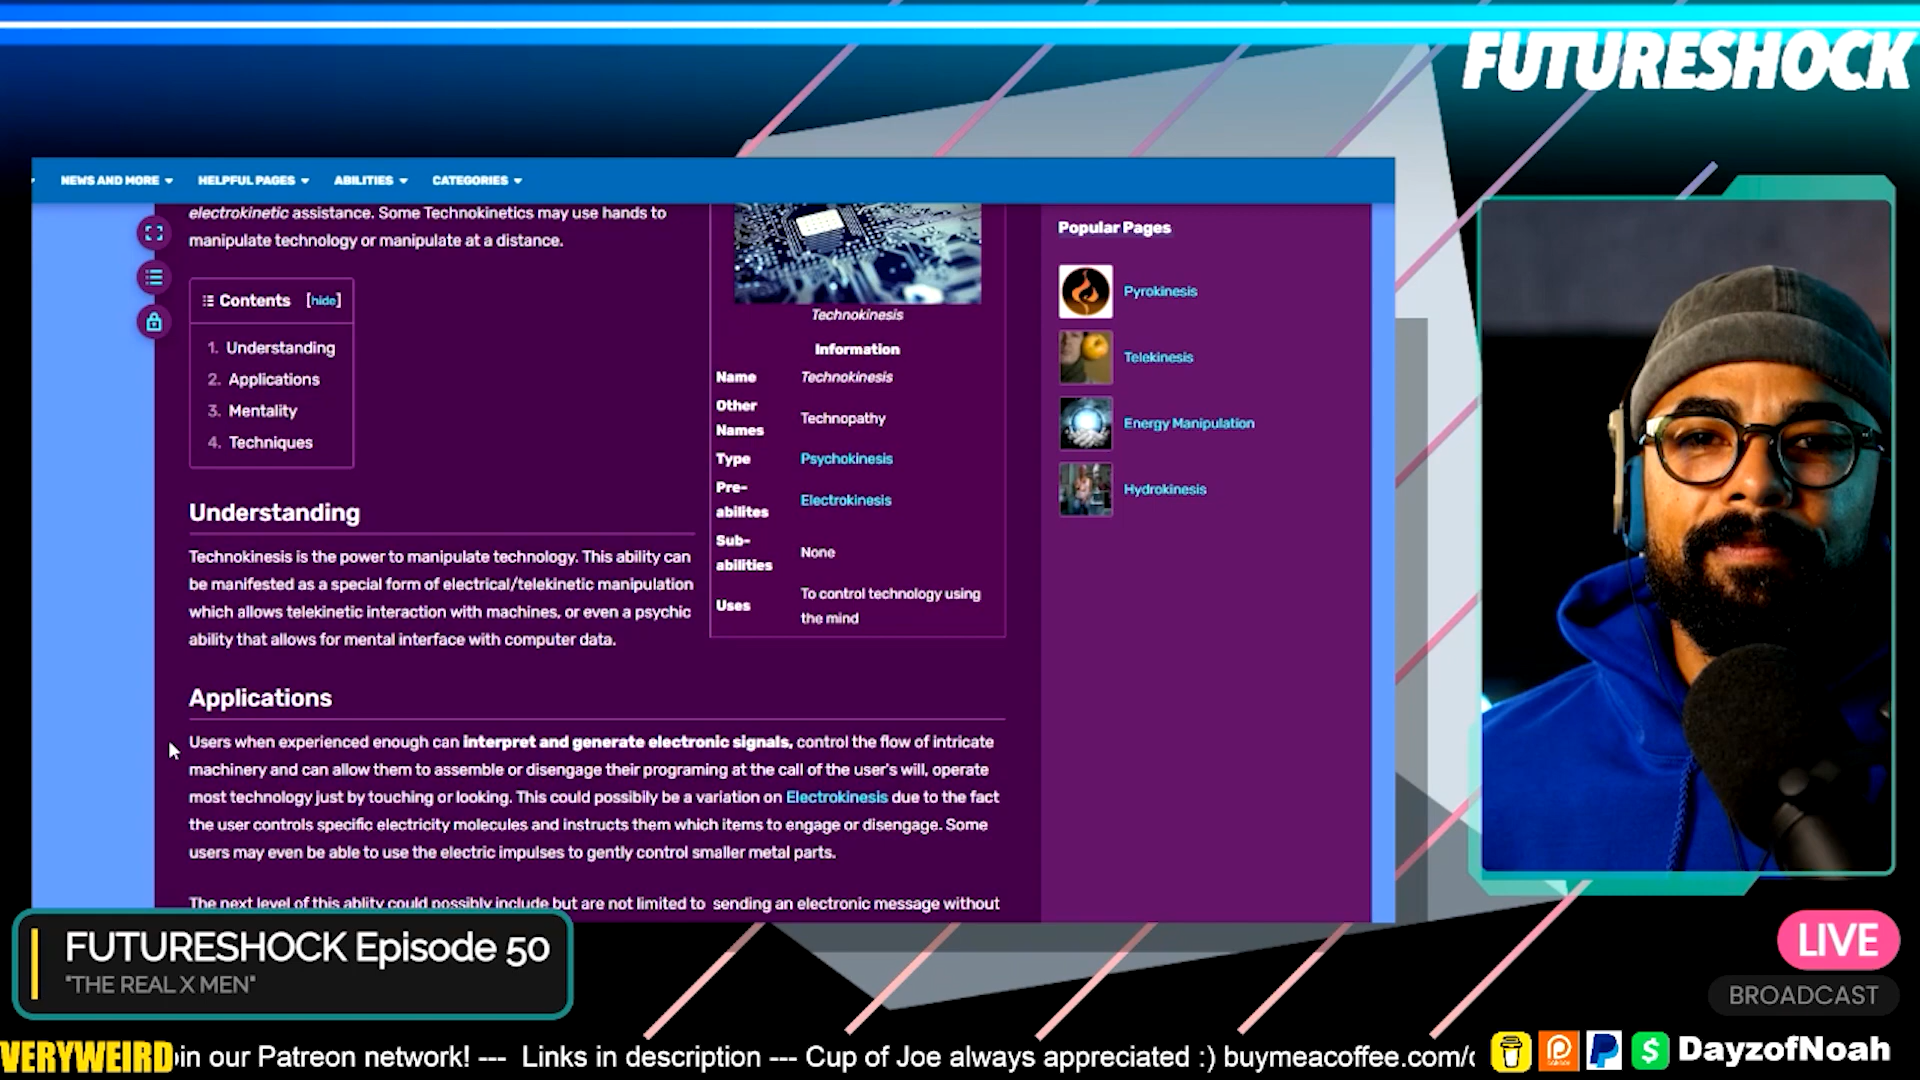 FUTURESHOCK
NEWS AND MORE
HELPFUL PAGES
ABILITIES
CATEGORIES
electrokinetic assistance. Some Technokinetics may use hands to
manipulate technology or manipulate at a distance.
Contents [hide]
1. Understanding
2. Applications
3. Mentality
4. Techniques
Understanding
Technokinesis is the power to manipulate technology. This ability can
be manifested as a special form of electrical/telekinetic manipulation
which allows telekinetic interaction with machines, or even a psychic
ability that allows for mental interface with computer data.
Technokinesis
Information
Name Technokinesis
Other Names Technopathy
Type Psychokinesis
Pre-abilites Electrokinesis
Sub-abilities None
Uses To control technology using
the mind
Applications
Users when experienced enough can interpret and generate electronic signals, control the flow of intricate
machinery and can allow them to assemble or disengage their programing at the call of the user's will, operate
most technology just by touching or looking. This could possibily be a variation on Electrokinesis due to the fact
the user controls specific electricity molecules and instructs them which items to engage or disengage. Some
users may even be able to use the electric impulses to gently control smaller metal parts.
The next level of this ablity could possibly include but are not limited to sending an electronic message without
Popular Pages
Pyrokinesis
Telekinesis
Energy Manipulation
Hydrokinesis
FUTURESHOCK Episode 50
"THE REAL X MEN"
LIVE
BROADCAST
VERYWEIRD
in our Patreon network! --- Links in description --- Cup of Joe always appreciated :) buymeacoffee.com/
DayzofNoah